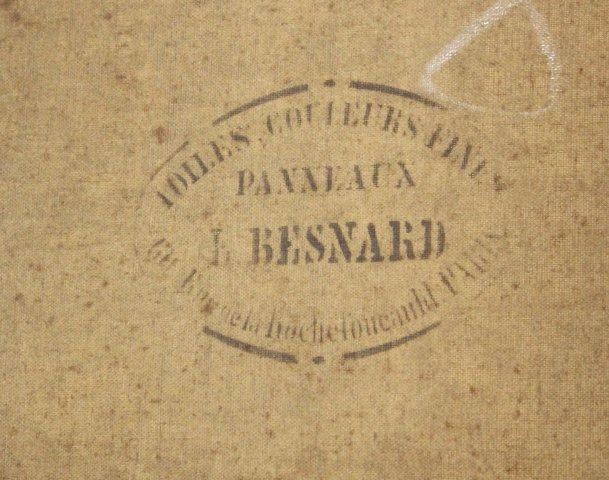 TOILES, COULEURS FINES
PANNEAUX
BESNARD
Rue de la Rochefoucauld PARIS